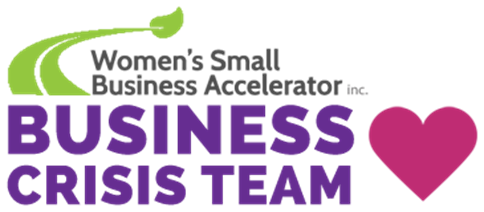 Women's Small
Business Accelerator inc.
BUSINESS
CRISIS TEAM